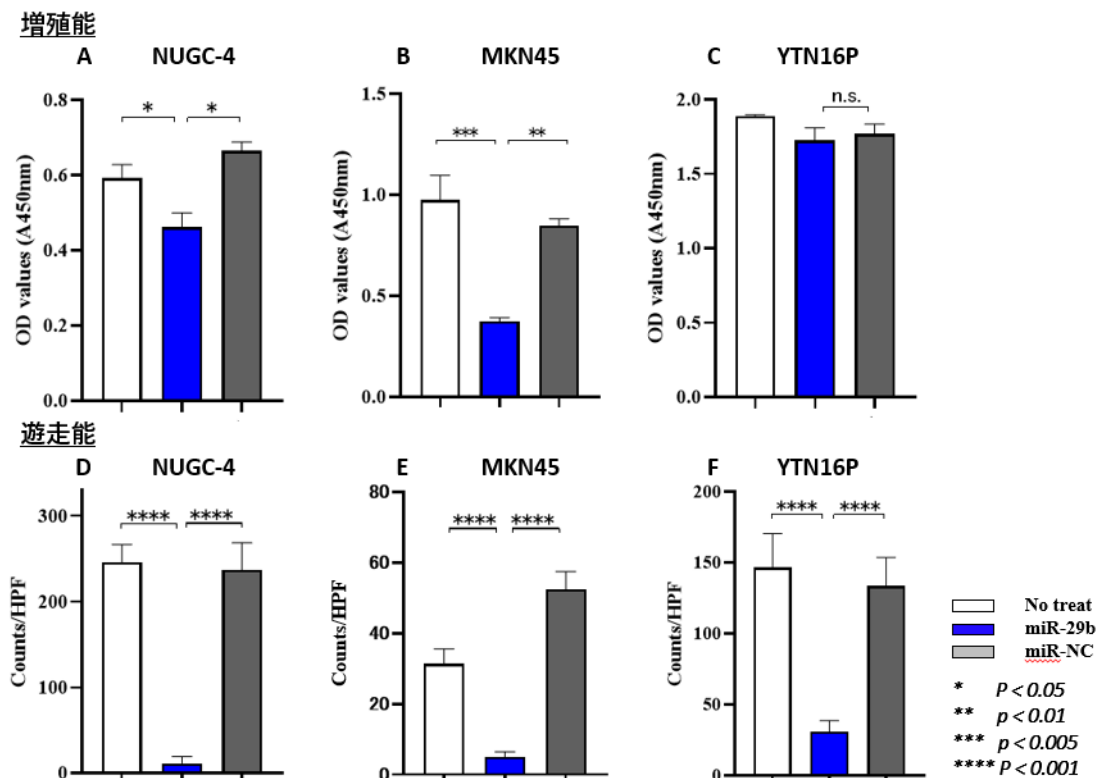 増殖能
A NUGC-4
B MKN45
C YTN16P
0.8
0.6
0.4
0.2
0.0
OD values (A450nm)
* *
1.5
1.0
0.5
0.0
OD values (A450nm)
*** **
2.0
1.5
1.0
0.5
0.0
OD values (A450nm)
n.s.
遊走能
D NUGC-4
E MKN45
F YTN16P
300
200
100
0
Counts/HPF
**** ****
80
60
40
20
0
Counts/HPF
**** ****
200
150
100
50
0
Counts/HPF
**** ****
No treat
miR-29b
miR-NC
* P < 0.05
** p < 0.01
*** p < 0.005
**** P < 0.001